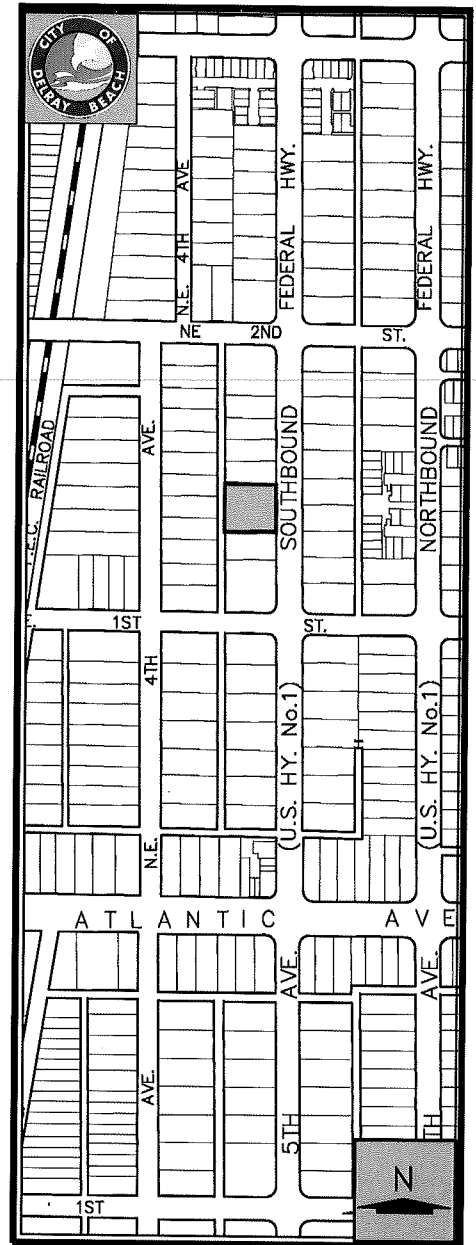 CITY OF
DELRAY BEACH
N.E. 4TH AVE
FEDERAL HWY.
FEDERAL HWY.
NE 2ND ST.
RAILROAD
AVE.
SOUTHBOUND
NORTHBOUND
1ST ST.
4TH
(U.S. HY. No.1)
(U.S. HY. No.1)
N.E.
ATLANTIC AVE
AVE.
AVE.
AVE.
5TH
TH
1ST
N